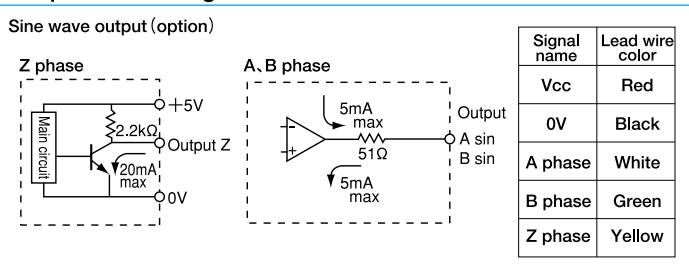 Sine wave output (option)
Z phase
+5V
Main circuit
2.2kΩ
Output Z
20mA
max
0V
A、B phase
5mA
max
51Ω
5mA
max
Output
A sin
B sin
Signal name
Lead wire color
Vcc
Red
0V
Black
A phase
White
B phase
Green
Z phase
Yellow